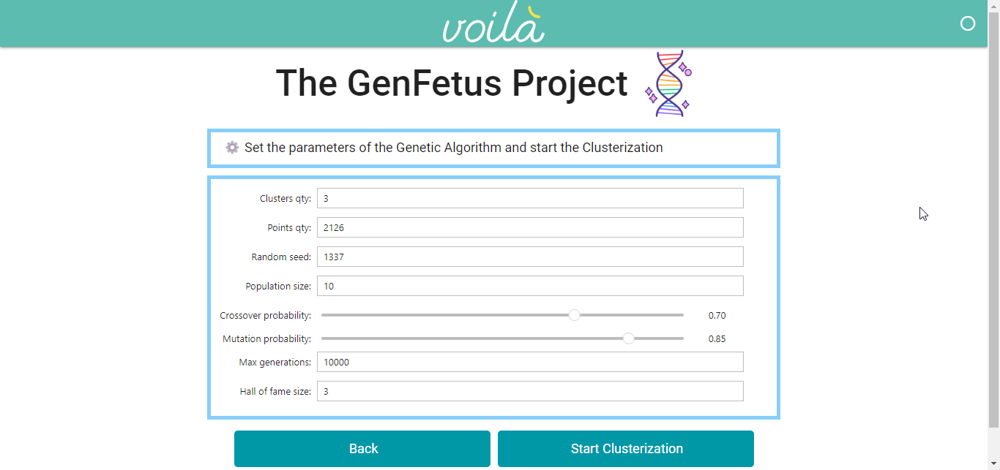 voilà
The GenFetus Project
Set the parameters of the Genetic Algorithm and start the Clusterization
Clusters qty: 3
Points qty: 2126
Random seed: 1337
Population size: 10
Crossover probability: 0.70
Mutation probability: 0.85
Max generations: 10000
Hall of fame size: 3
Back Start Clusterization